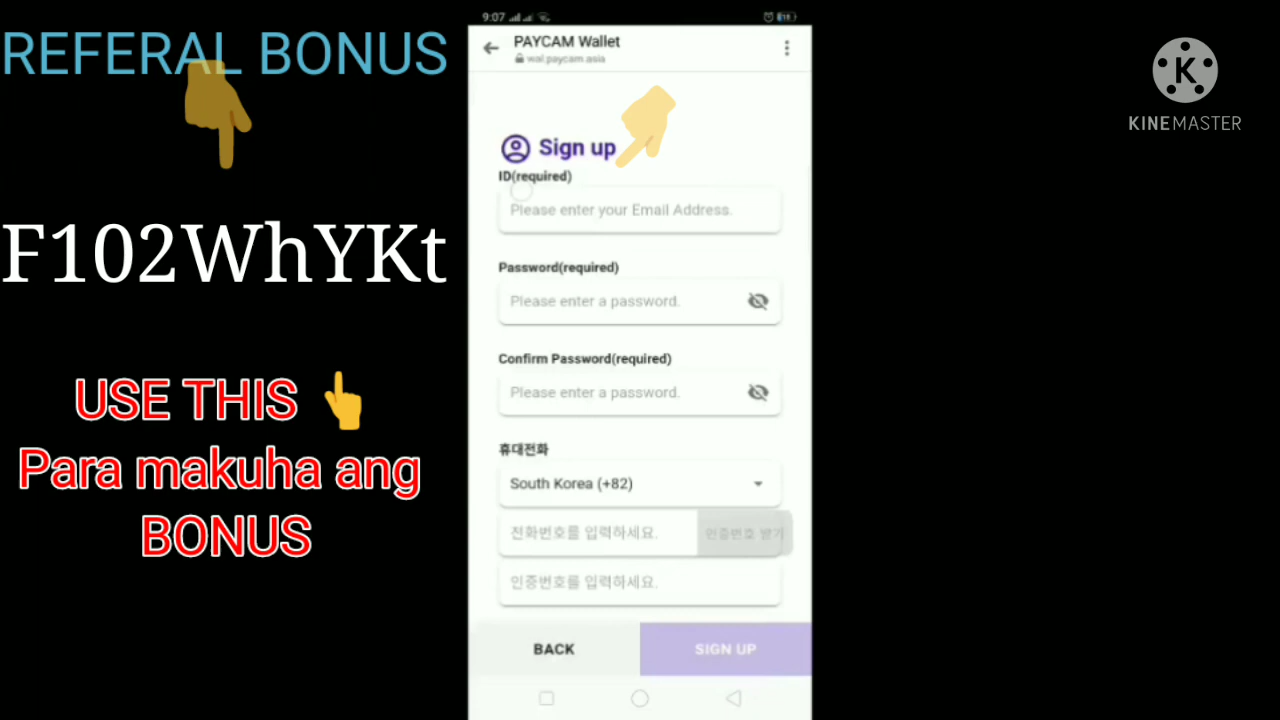 REFERAL BONUS
F102WhYKt
USE THIS
Para makuha ang
BONUS
9:07
PAYCAM Wallet
wal.paycam.asia
Sign up
ID(required)
Please enter your Email Address.
Password(required)
Please enter a password.
Confirm Password(required)
Please enter a password.
휴대전화
South Korea (+82)
전화번호를 입력하세요.
인증번호 받기
인증번호를 입력하세요.
BACK
SIGN UP
K
KINEMASTER